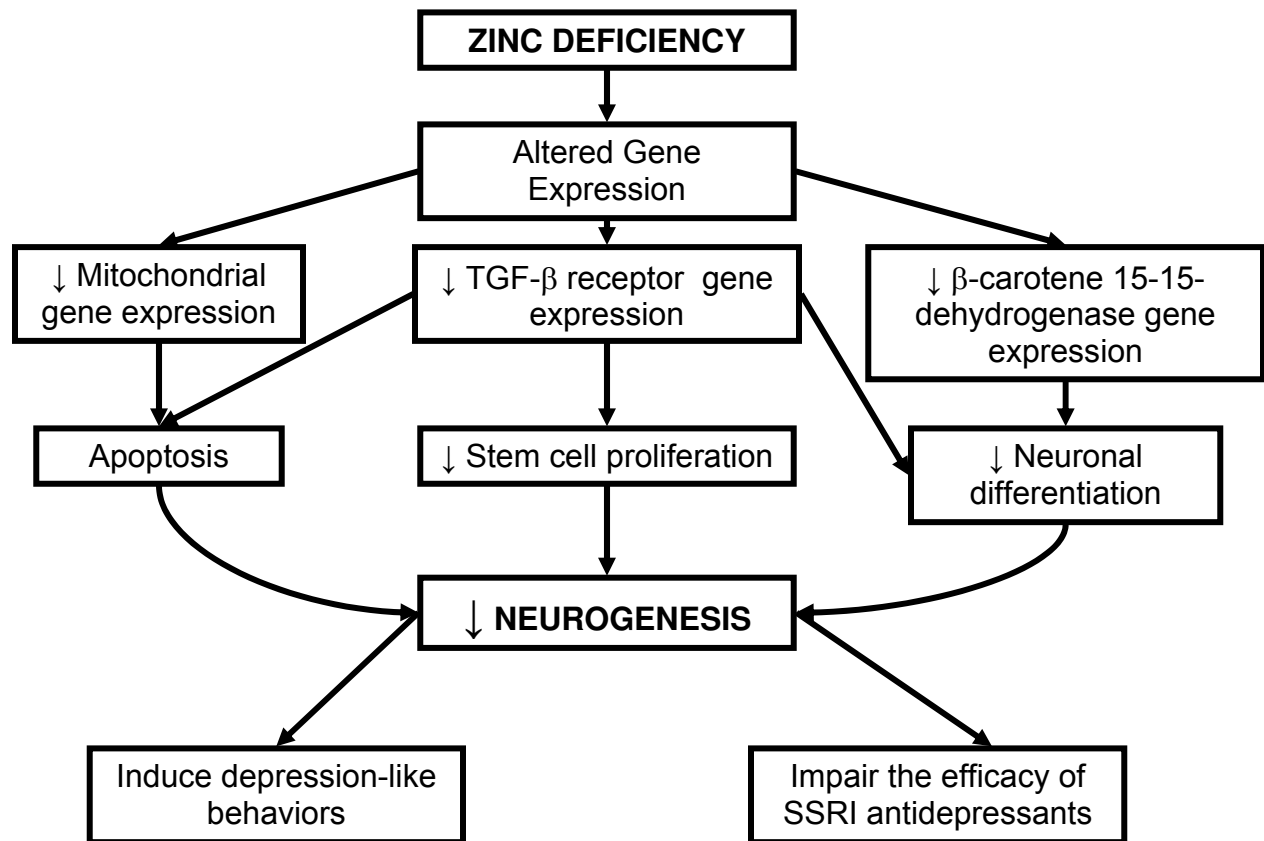 ZINC DEFICIENCY
Altered Gene
Expression
↓ Mitochondrial
gene expression
↓ TGF-β receptor gene
expression
↓ β-carotene 15-15-
dehydrogenase gene
expression
Apoptosis
↓ Stem cell proliferation
↓ Neuronal
differentiation
↓ NEUROGENESIS
Induce depression-like
behaviors
Impair the efficacy of
SSRI antidepressants